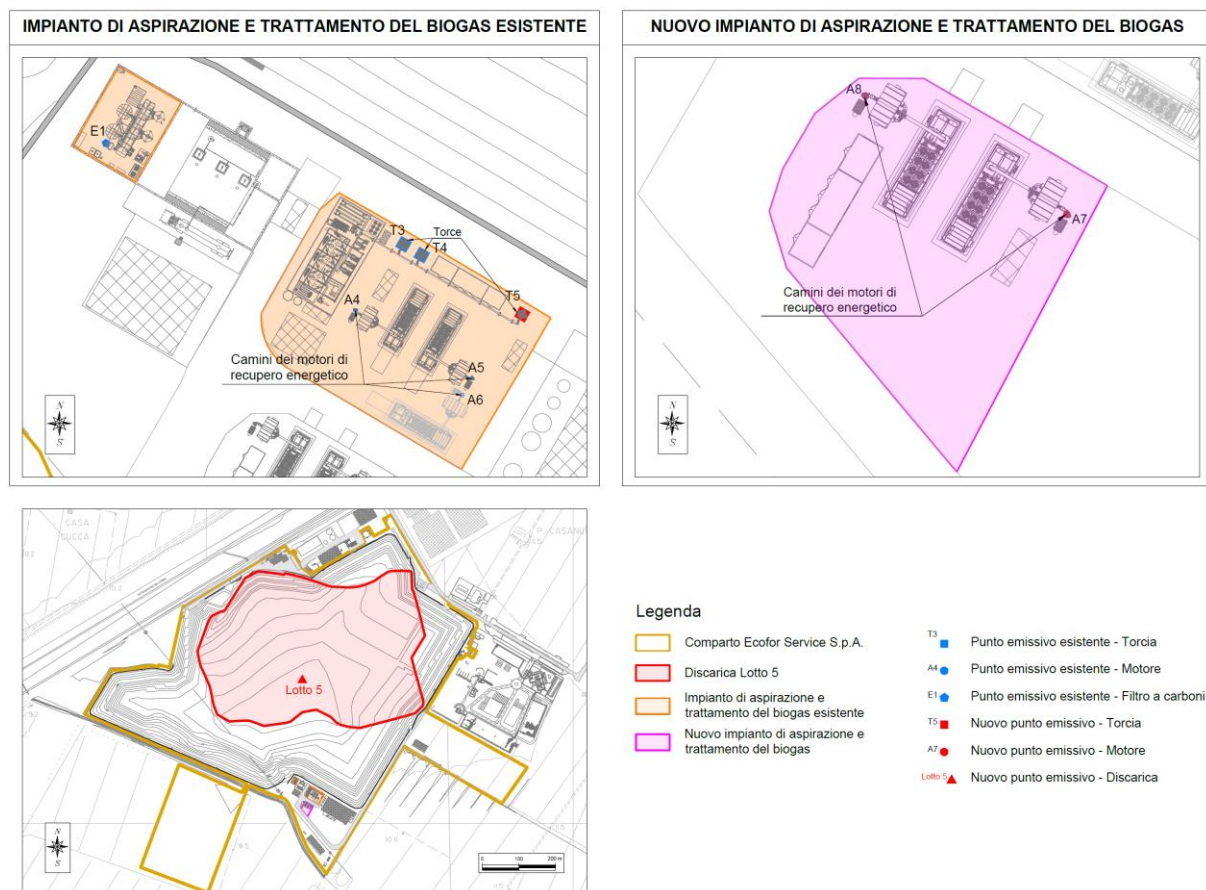 IMPIANTO DI ASPIRAZIONE E TRATTAMENTO DEL BIOGAS ESISTENTE
E1
T3
Torce
T4
T5
A4
Camini dei motori di
recupero energetico
A5
A6
N
S
NUOVO IMPIANTO DI ASPIRAZIONE E TRATTAMENTO DEL BIOGAS
A8
A7
Camini dei motori di
recupero energetico
N
S
CASA
CUCCA
Lotto 5
N
S
0 100 200 m
Legenda
Comparto Ecofor Service S.p.A.
Discarica Lotto 5
Impianto di aspirazione e
trattamento del biogas esistente
Nuovo impianto di aspirazione e
trattamento del biogas
T3 Punto emissivo esistente - Torcia
A4 Punto emissivo esistente - Motore
E1 Punto emissivo esistente - Filtro a carboni
T5 Nuovo punto emissivo - Torcia
A7 Nuovo punto emissivo - Motore
Lotto 5 Nuovo punto emissivo - Discarica